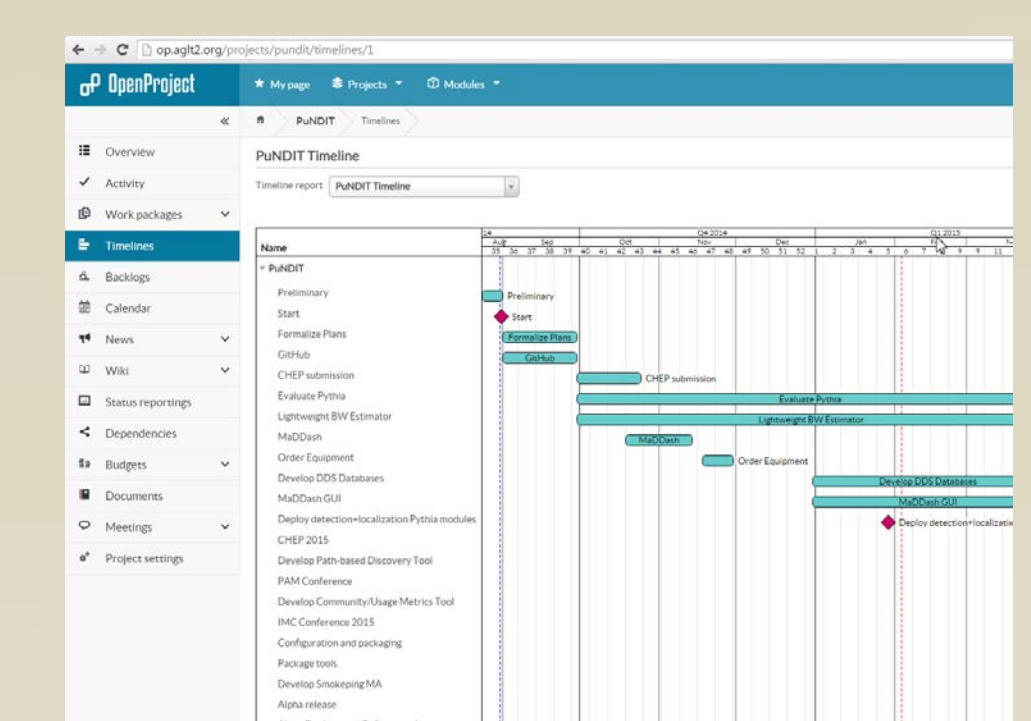 op.aglt2.org/projects/pundit/timelines/1
OpenProject
My page Projects Modules
PuNDIT Timelines
Overview
Activity
Work packages
Timelines
Backlogs
Calendar
News
Wiki
Status reportings
Dependencies
Budgets
Documents
Meetings
Project settings
PuNDIT Timeline
Timeline report PuNDIT Timeline
14 Q4 2014 Q1 2015
Name Aug Sep Oct Nov Dec Jan
35 36 37 38 39 40 41 42 43 44 45 46 47 48 49 50 51 52 1 2 3 4 5 6 7 9 9 11
PuNDIT
Preliminary Preliminary
Start Start
Formalize Plans Formalize Plans
GitHub GitHub
CHEP submission CHEP submission
Evaluate Pythia Evaluate Pythia
Lightweight BW Estimator Lightweight BW Estimator
MaDDash MaDDash
Order Equipment Order Equipment
Develop DDS Databases Develop DDS Databases
MaDDash GUI MaDDash GUI
Deploy detection+localization Pythia modules Deploy detection+localizatio
CHEP 2015
Develop Path-based Discovery Tool
PAM Conference
Develop Community/Usage Metrics Tool
IMC Conference 2015
Configuration and packaging
Package tools
Develop Smokeping MA
Alpha release